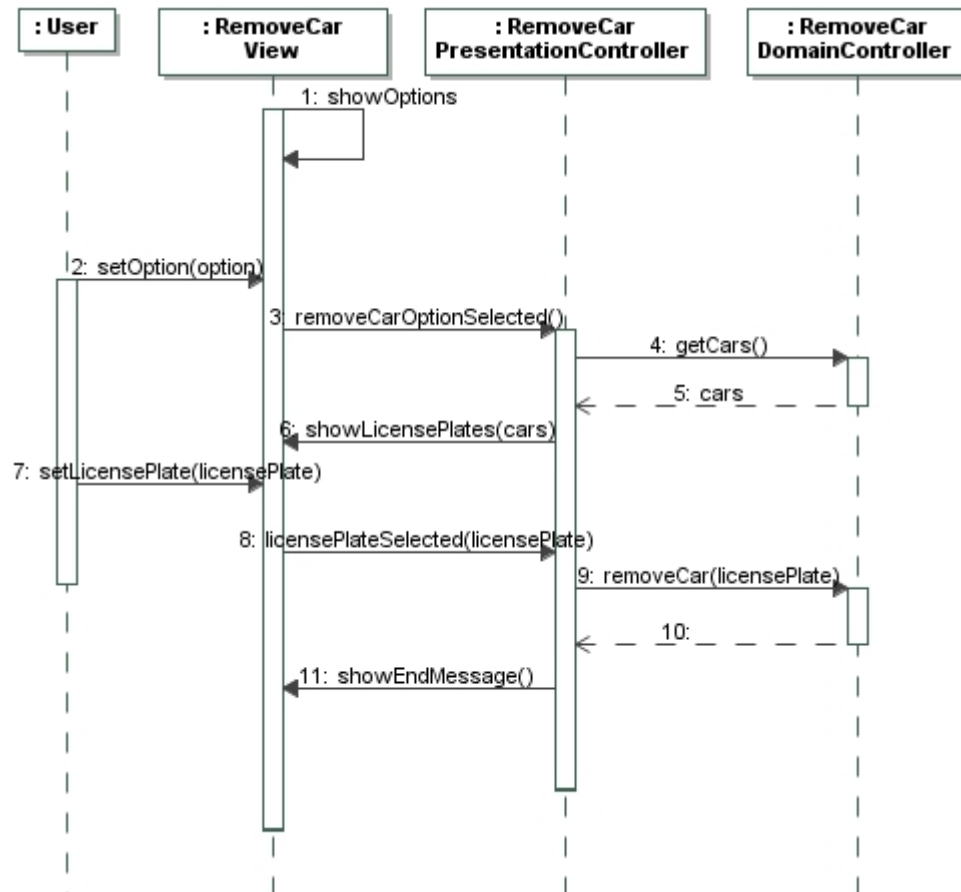 : User
: RemoveCar
View
: RemoveCar
PresentationController
: RemoveCar
DomainController
1: showOptions
2: setOption(option)
3: removeCarOptionSelected()
4: getCars()
5: cars
6: showLicensePlates(cars)
7: setLicensePlate(licensePlate)
8: licensePlateSelected(licensePlate)
9: removeCar(licensePlate)
10:
11: showEndMessage()